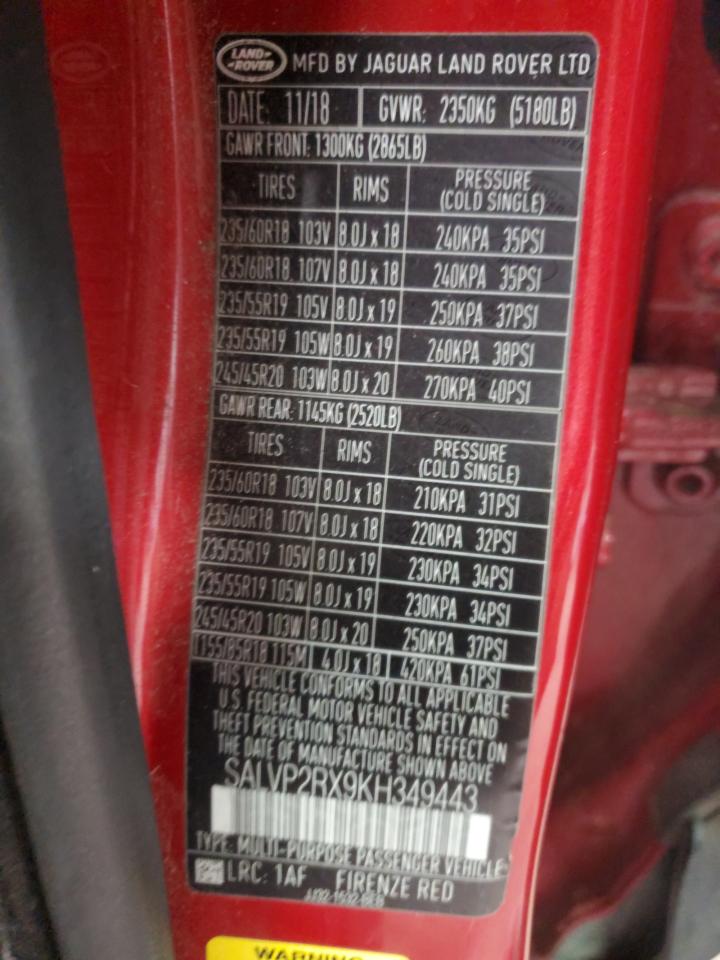 LAND ROVER MFD BY JAGUAR LAND ROVER LTD
DATE: 11/18 GVWR: 2350KG (5180LB)
GAWR FRONT: 1300KG (2865LB)
TIRES RIMS PRESSURE (COLD SINGLE)
235/60R18 103V 8.0J x 18 240KPA 35PSI
235/60R18 107V 8.0J x 18 240KPA 35PSI
235/55R19 105V 8.0J x 19 250KPA 37PSI
235/55R19 105W 8.0J x 19 260KPA 38PSI
245/45R20 103W 8.0J x 20 270KPA 40PSI
GAWR REAR: 1145KG (2520LB)
TIRES RIMS PRESSURE (COLD SINGLE)
235/60R18 103V 8.0J x 18 210KPA 31PSI
235/60R18 107V 8.0J x 18 220KPA 32PSI
235/55R19 105V 8.0J x 19 230KPA 34PSI
235/55R19 105W 8.0J x 19 230KPA 34PSI
245/45R20 103W 8.0J x 20 250KPA 37PSI
T155/85R18 115M 4.0J x 18 420KPA 61PSI
THIS VEHICLE CONFORMS TO ALL APPLICABLE
U.S. FEDERAL MOTOR VEHICLE SAFETY AND
THEFT PREVENTION STANDARDS IN EFFECT ON
THE DATE OF MANUFACTURE SHOWN ABOVE
SALVP2RX9KH349443
TYPE: MULTI-PURPOSE PASSENGER VEHICLE
LRC: 1AF FIRENZE RED
WARNING